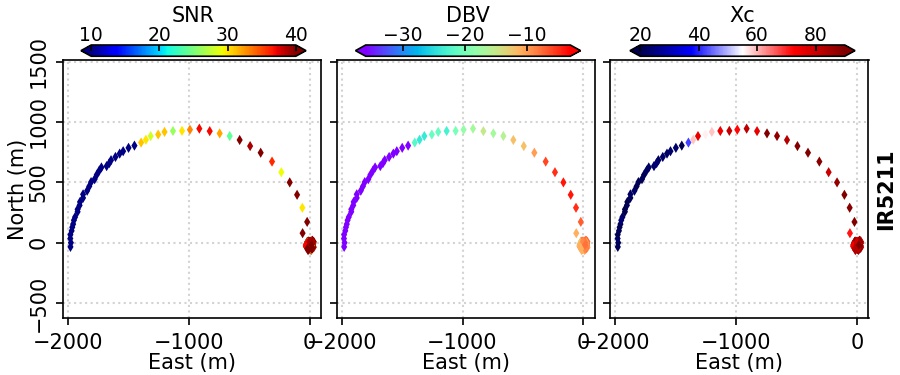 SNR DBV Xc
10 20 30 40 −30 −20 −10 20 40 60 80
1500
1000
500
0
−500
North (m)
IR5211
−2000 −1000 0 −2000 −1000 0 −2000 −1000 0
East (m) East (m) East (m)